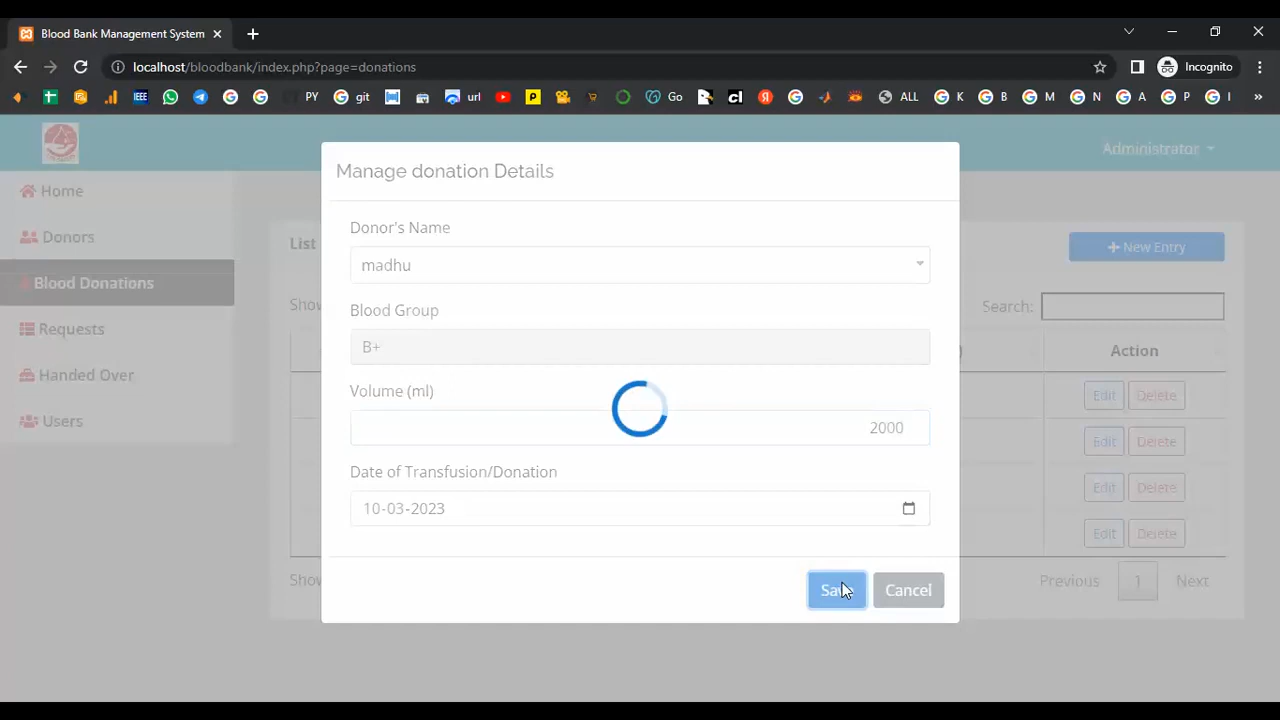 Blood Bank Management System
localhost/bloodbank/index.php?page=donations
Incognito
PY
git
url
Go
ALL
K
B
M
N
A
P
I
Administrator
Manage donation Details
Home
Donors
Blood Donations
Requests
Handed Over
Users
List
New Entry
Search:
Action
Edit Delete
Edit Delete
Edit Delete
Edit Delete
Previous 1 Next
Donor's Name
madhu
Blood Group
B+
Volume (ml)
2000
Date of Transfusion/Donation
10-03-2023
Save
Cancel